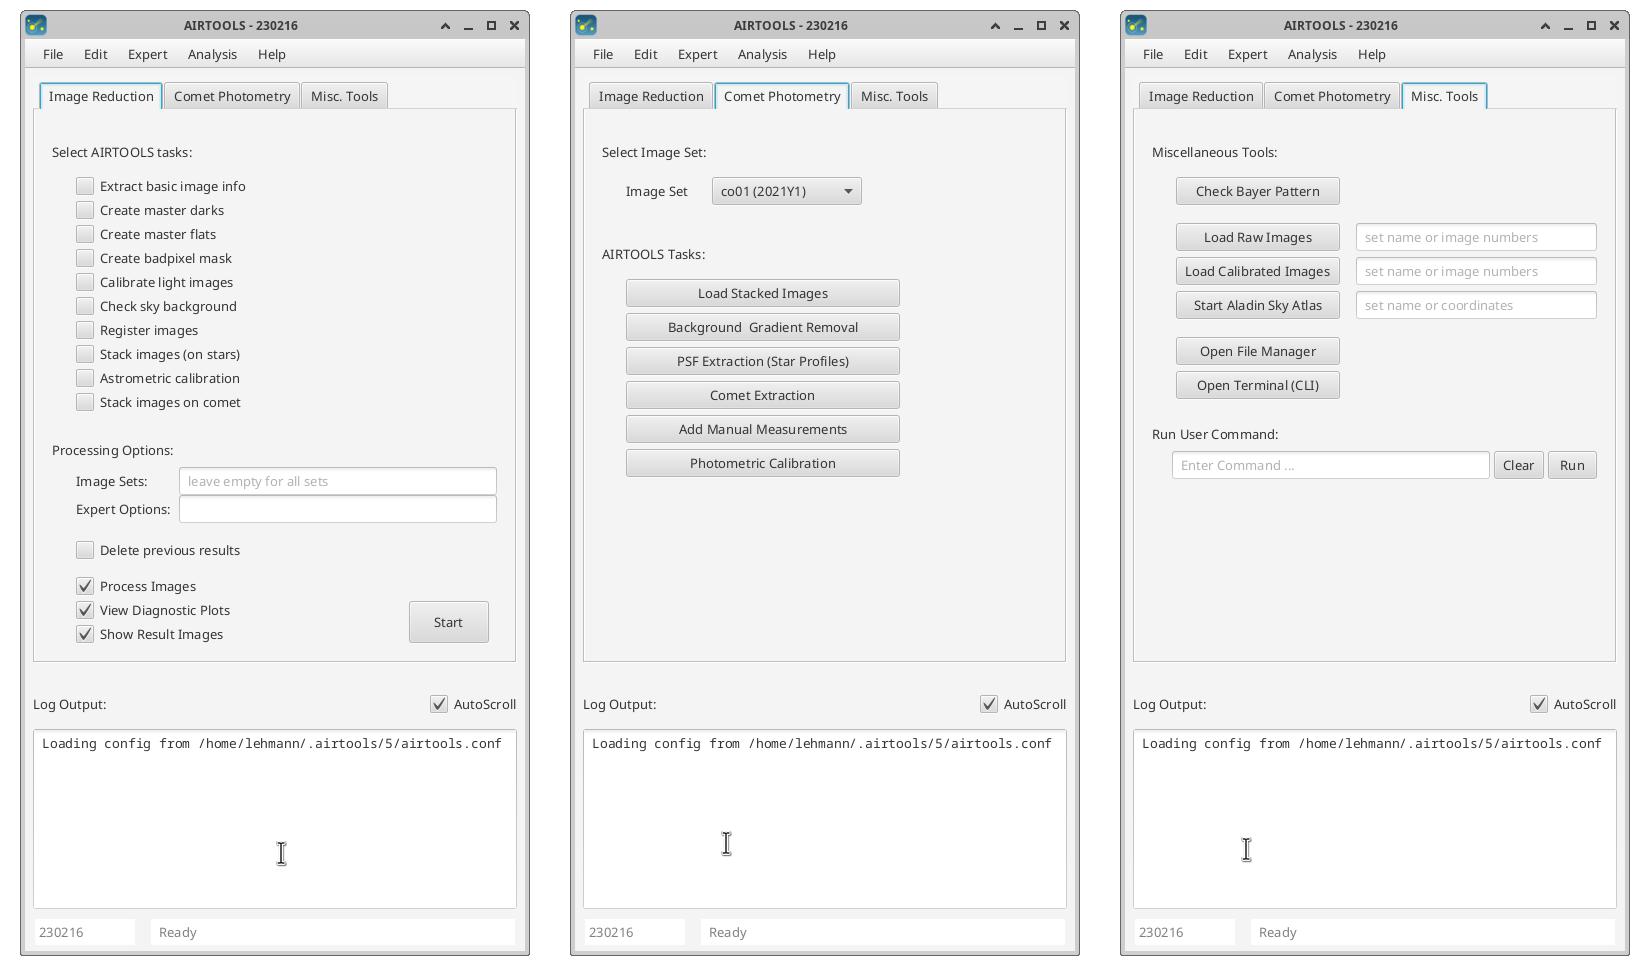 AIRTOOLS - 230216
File Edit Expert Analysis Help
Image Reduction Comet Photometry Misc. Tools
Select AIRTOOLS tasks:
Extract basic image info
Create master darks
Create master flats
Create badpixel mask
Calibrate light images
Check sky background
Register images
Stack images (on stars)
Astrometric calibration
Stack images on comet
Processing Options:
Image Sets: leave empty for all sets
Expert Options:
Delete previous results
Process Images
View Diagnostic Plots
Show Result Images
Start
Log Output: AutoScroll
Loading config from /home/lehmann/.airtools/5/airtools.conf
230216 Ready
AIRTOOLS - 230216
File Edit Expert Analysis Help
Image Reduction Comet Photometry Misc. Tools
Select Image Set:
Image Set co01 (2021Y1)
AIRTOOLS Tasks:
Load Stacked Images
Background  Gradient Removal
PSF Extraction (Star Profiles)
Comet Extraction
Add Manual Measurements
Photometric Calibration
Log Output: AutoScroll
Loading config from /home/lehmann/.airtools/5/airtools.conf
230216 Ready
AIRTOOLS - 230216
File Edit Expert Analysis Help
Image Reduction Comet Photometry Misc. Tools
Miscellaneous Tools:
Check Bayer Pattern
Load Raw Images set name or image numbers
Load Calibrated Images set name or image numbers
Start Aladin Sky Atlas set name or coordinates
Open File Manager
Open Terminal (CLI)
Run User Command:
Enter Command ... Clear Run
Log Output: AutoScroll
Loading config from /home/lehmann/.airtools/5/airtools.conf
230216 Ready